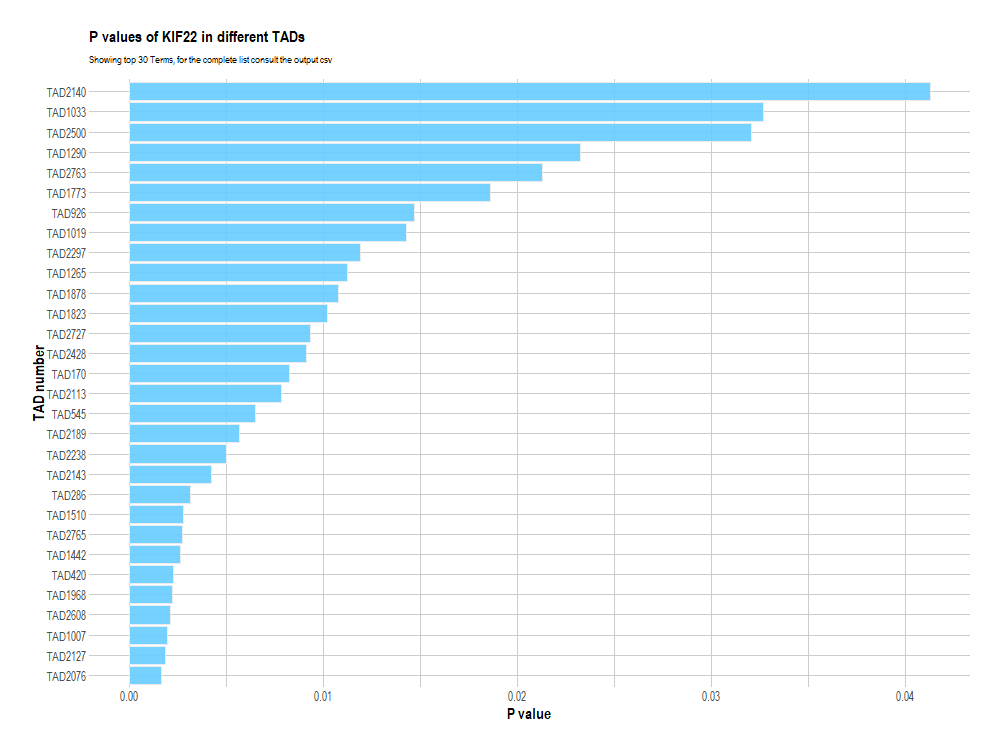 P values of KIF22 in different TADs
Showing top 30 Terms, for the complete list consult the output csv
TAD number
TAD2140
TAD1033
TAD2500
TAD1290
TAD2763
TAD1773
TAD926
TAD1019
TAD2297
TAD1265
TAD1878
TAD1823
TAD2727
TAD2428
TAD170
TAD2113
TAD545
TAD2189
TAD2238
TAD2143
TAD286
TAD1510
TAD2765
TAD1442
TAD420
TAD1968
TAD2608
TAD1007
TAD2127
TAD2076
0.00 0.01 0.02 0.03 0.04
P value